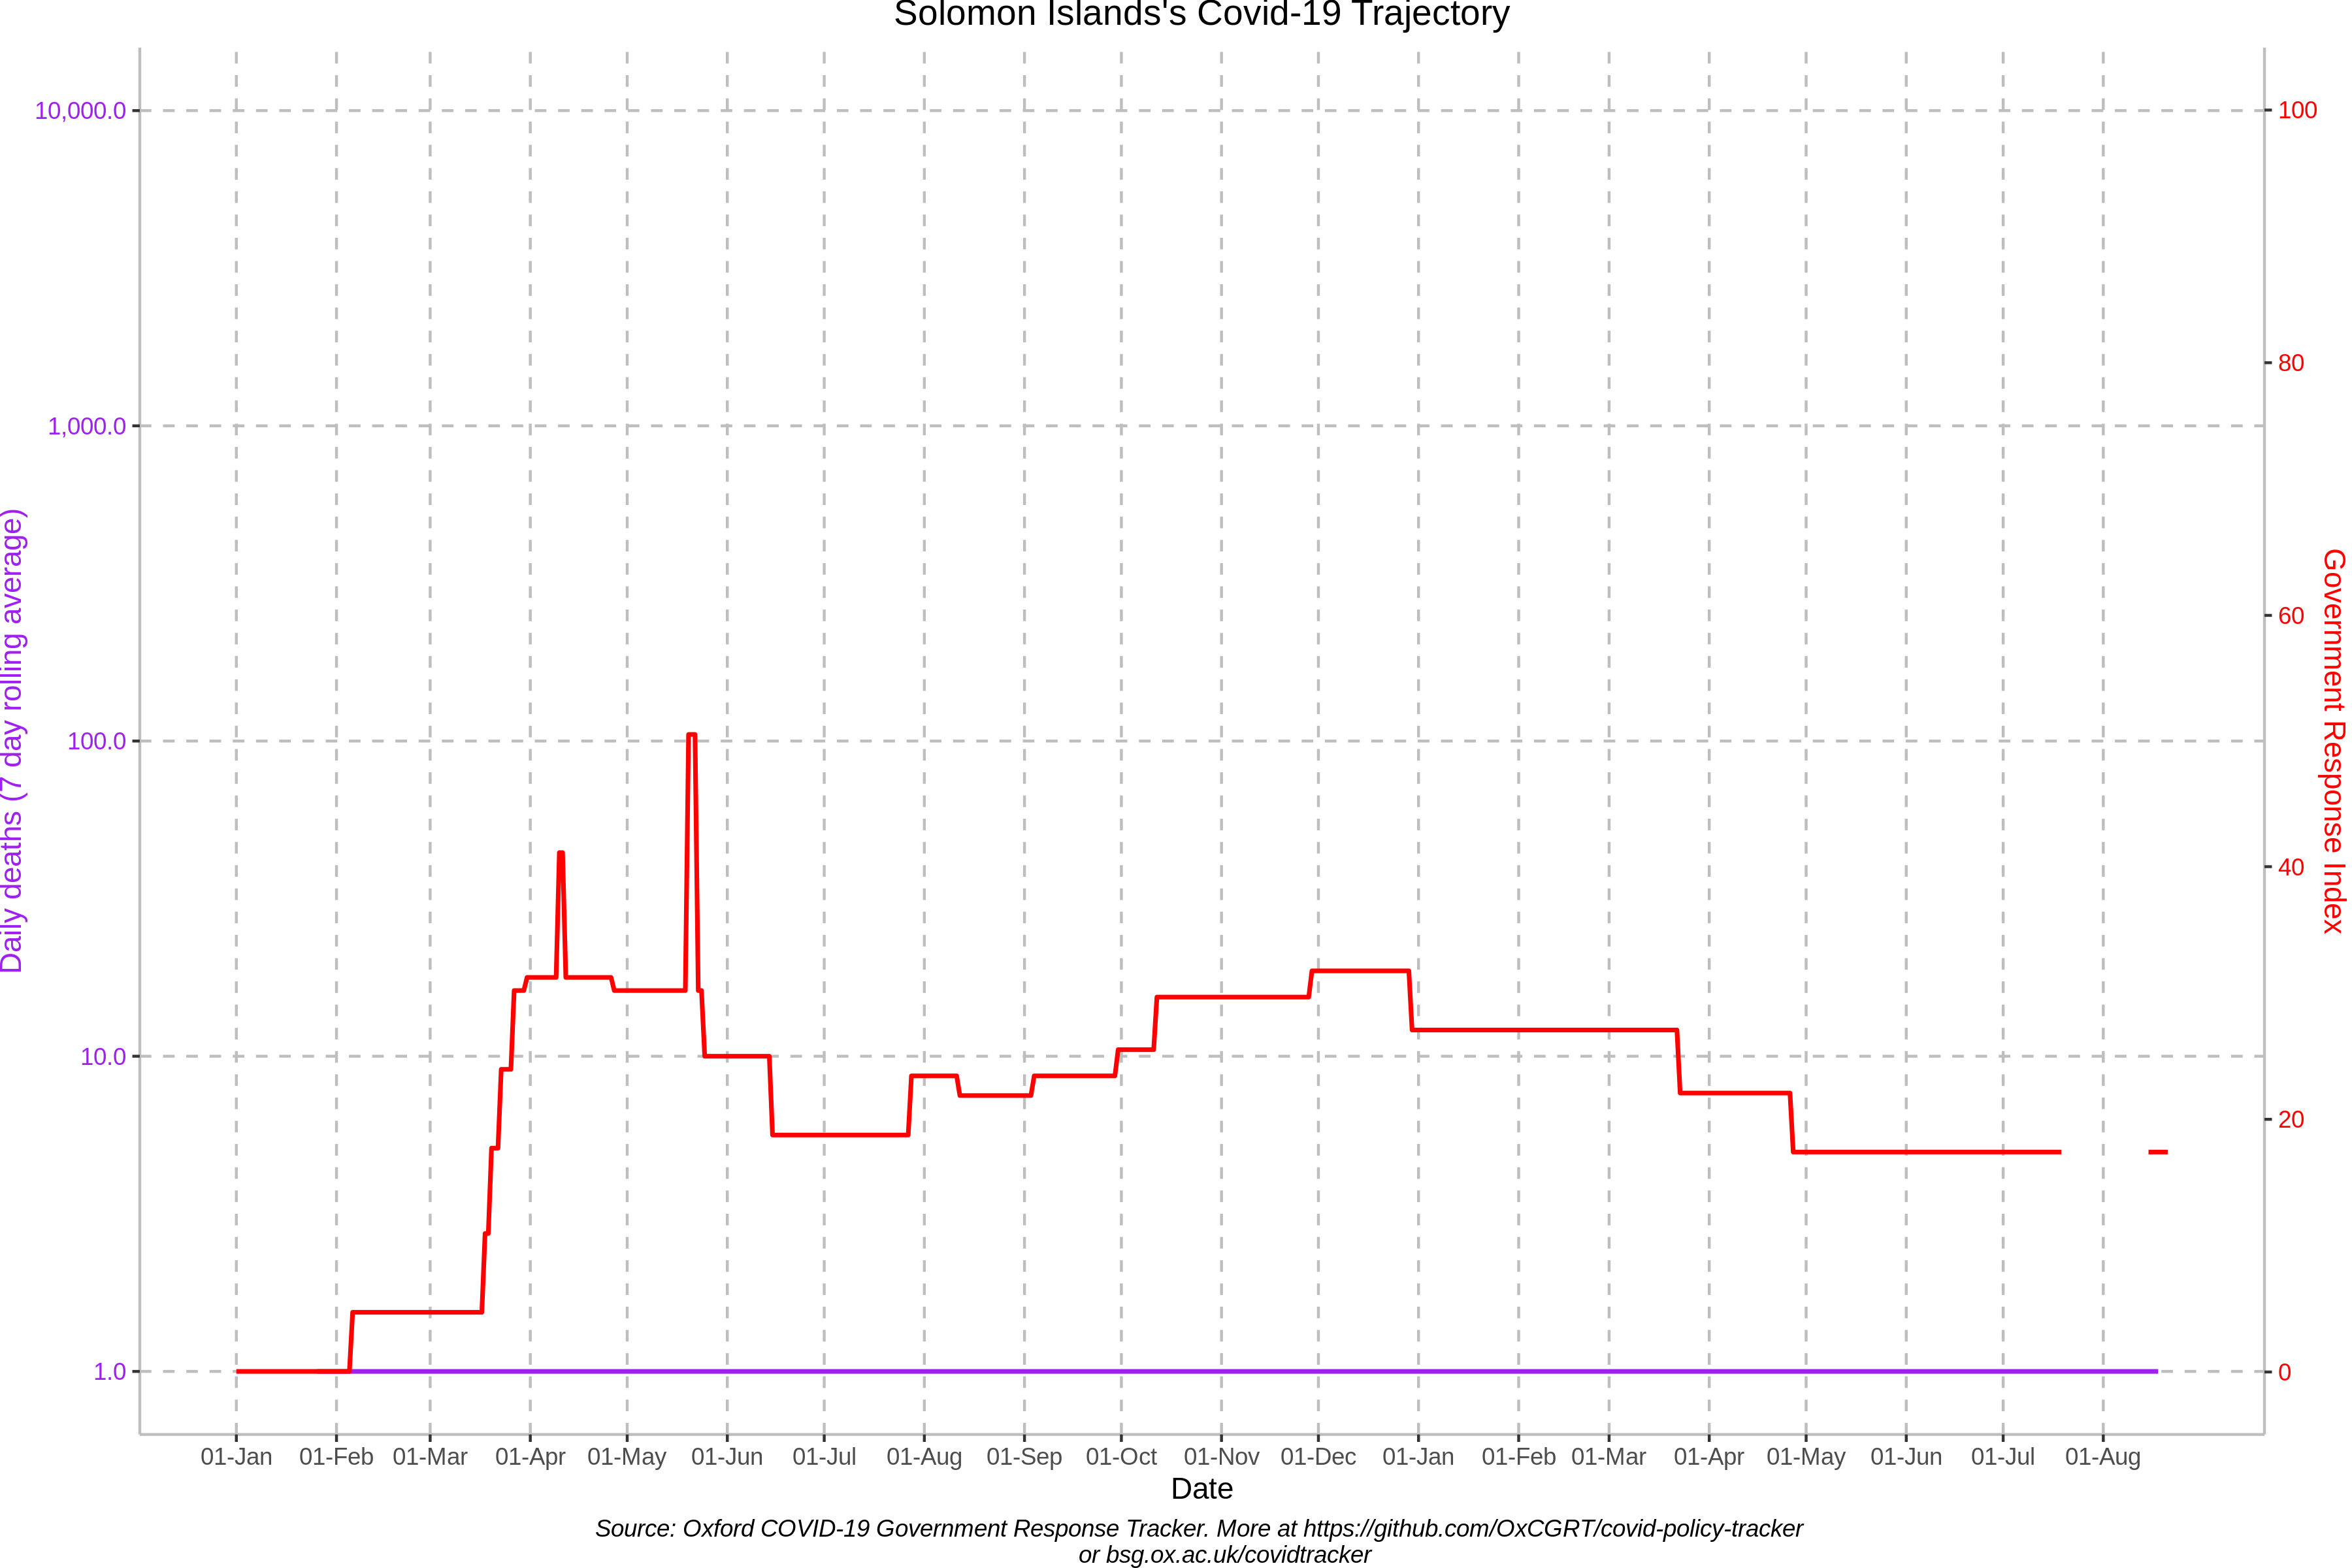 Solomon Islands's Covid-19 Trajectory
10,000.0
1,000.0
100.0
10.0
1.0
Daily deaths (7 day rolling average)
100
80
60
40
20
0
Government Response Index
01-Jan 01-Feb 01-Mar 01-Apr 01-May 01-Jun 01-Jul 01-Aug 01-Sep 01-Oct 01-Nov 01-Dec 01-Jan 01-Feb 01-Mar 01-Apr 01-May 01-Jun 01-Jul 01-Aug
Date
Source: Oxford COVID-19 Government Response Tracker. More at https://github.com/OxCGRT/covid-policy-tracker
or bsg.ox.ac.uk/covidtracker